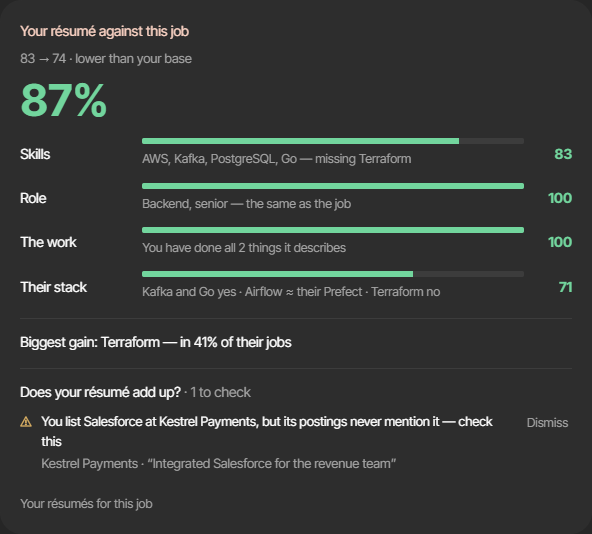 Your résumé against this job
83 → 74 · lower than your base
87%
Skills
AWS, Kafka, PostgreSQL, Go — missing Terraform
83
Role
Backend, senior — the same as the job
100
The work
You have done all 2 things it describes
100
Their stack
Kafka and Go yes · Airflow ≈ their Prefect · Terraform no
71
Biggest gain: Terraform — in 41% of their jobs
Does your résumé add up? · 1 to check
⚠ You list Salesforce at Kestrel Payments, but its postings never mention it — check
this
Dismiss
Kestrel Payments · “Integrated Salesforce for the revenue team”
Your résumés for this job